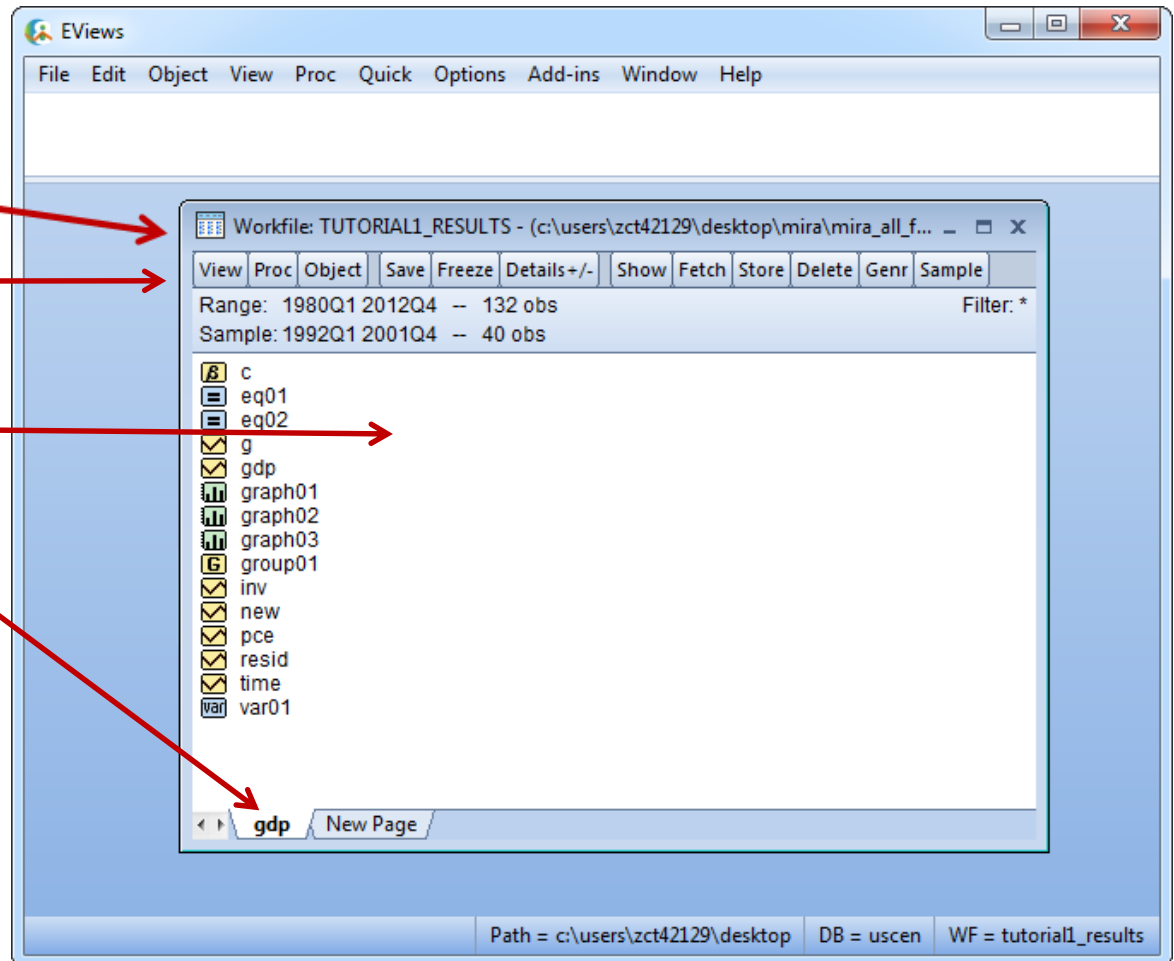 EViews
File Edit Object View Proc Quick Options Add-ins Window Help
Workfile: TUTORIAL1_RESULTS - (c:\users\zct42129\desktop\mira\mira_all_f...
View Proc Object Save Freeze Details+/- Show Fetch Store Delete Genr Sample
Range: 1980Q1 2012Q4 -- 132 obs Filter: *
Sample: 1992Q1 2001Q4 -- 40 obs
β c
= eq01
= eq02
g
gdp
graph01
graph02
graph03
G group01
inv
new
pce
resid
time
var var01
gdp New Page
Path = c:\users\zct42129\desktop DB = uscen WF = tutorial1_results